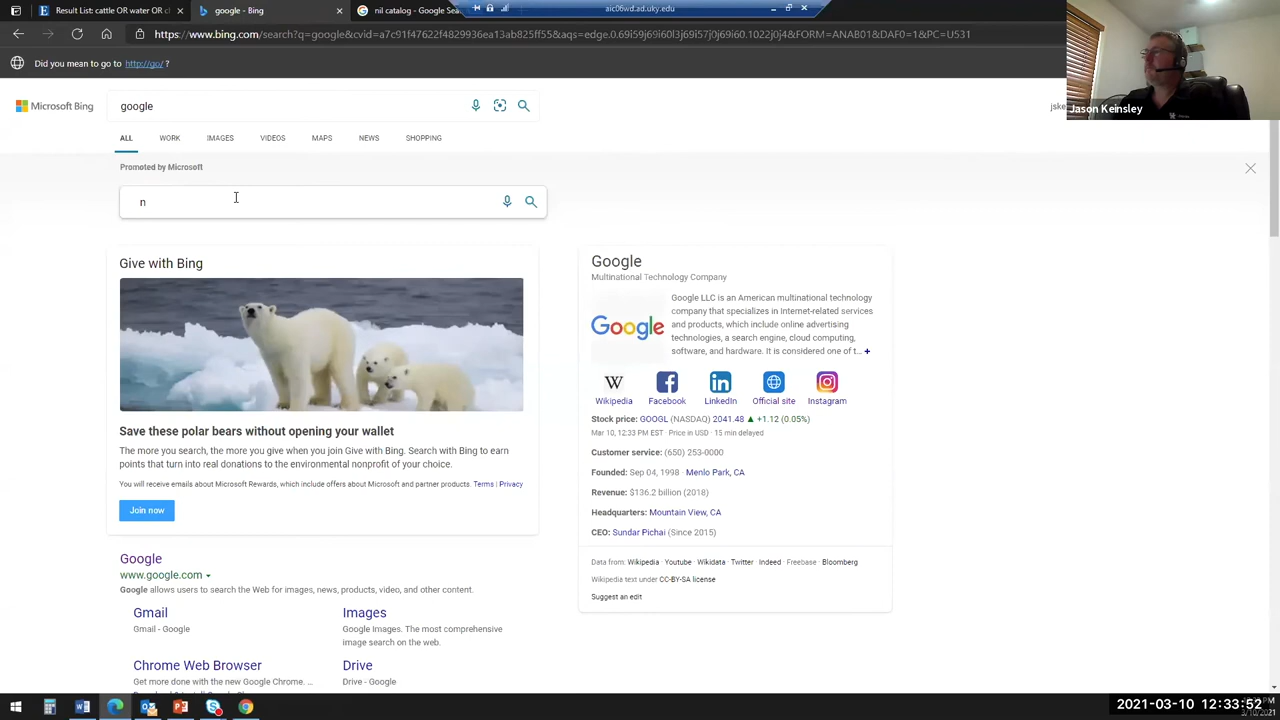 Result List: cattle OR water OR c
google - Bing
nil catalog - Google Sea
aic06wd.ad.uky.edu
https://www.bing.com/search?q=google&cvid=a7c91f47622f4829936ea13ab825ff55&aqs=edge.0.69i59j69i60l3j69i57j0j69i60.1022j0j4&FORM=ANAB01&DAF0=1&PC=U531
Did you mean to go to http://go/ ?
Microsoft Bing
google
jske
Jason Keinsley
ALL WORK IMAGES VIDEOS MAPS NEWS SHOPPING
Promoted by Microsoft
n
Give with Bing
Save these polar bears without opening your wallet
The more you search, the more you give when you join Give with Bing. Search with Bing to earn
points that turn into real donations to the environmental nonprofit of your choice.
You will receive emails about Microsoft Rewards, which include offers about Microsoft and partner products. Terms | Privacy
Join now
Google
www.google.com
Google allows users to search the Web for images, news, products, video, and other content.
Gmail
Gmail - Google
Images
Google Images. The most comprehensive
image search on the web.
Chrome Web Browser
Get more done with the new Google Chrome. ...
Drive
Drive - Google
Google
Multinational Technology Company
Google
Google LLC is an American multinational technology
company that specializes in Internet-related services
and products, which include online advertising
technologies, a search engine, cloud computing,
software, and hardware. It is considered one of t... +
W
Wikipedia Facebook LinkedIn Official site Instagram
Stock price: GOOGL (NASDAQ) 2041.48 ▲ +1.12 (0.05%)
Mar 10, 12:33 PM EST · Price in USD · 15 min delayed
Customer service: (650) 253-0000
Founded: Sep 04, 1998 · Menlo Park, CA
Revenue: $136.2 billion (2018)
Headquarters: Mountain View, CA
CEO: Sundar Pichai (Since 2015)
Data from: Wikipedia · Youtube · Wikidata · Twitter · Indeed · Freebase · Bloomberg
Wikipedia text under CC-BY-SA license
Suggest an edit
2021-03-10 12:33:52
3/10/2021